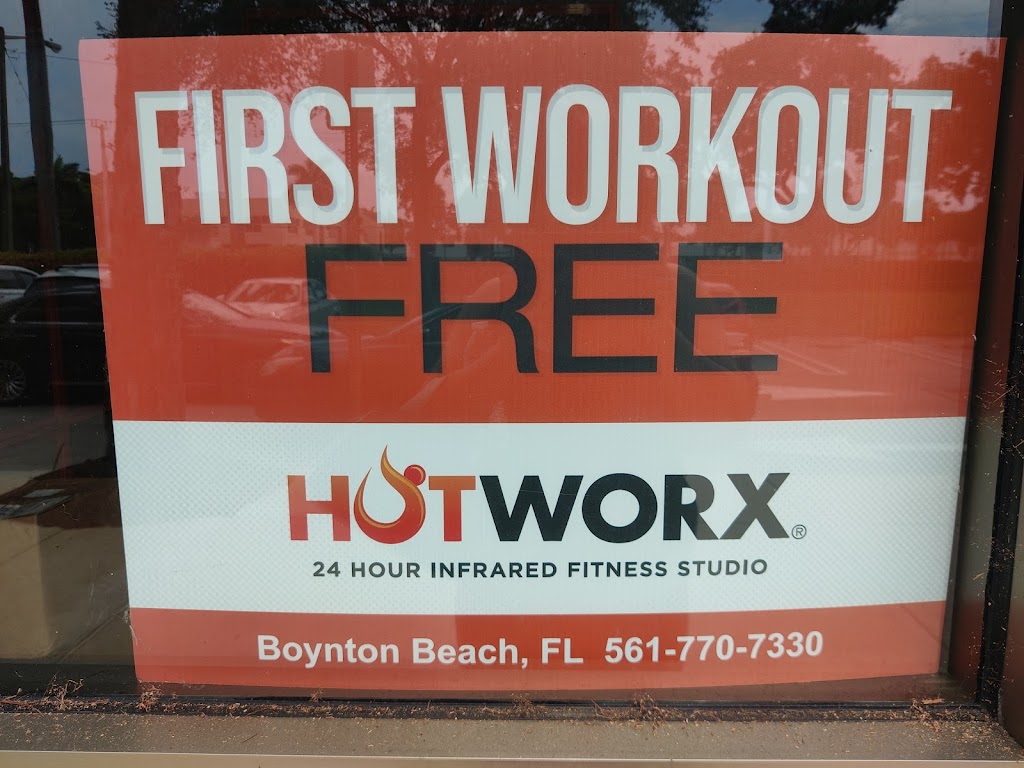 FIRST WORKOUT
FREE
HOTWORX®
24 HOUR INFRARED FITNESS STUDIO
Boynton Beach, FL 561-770-7330